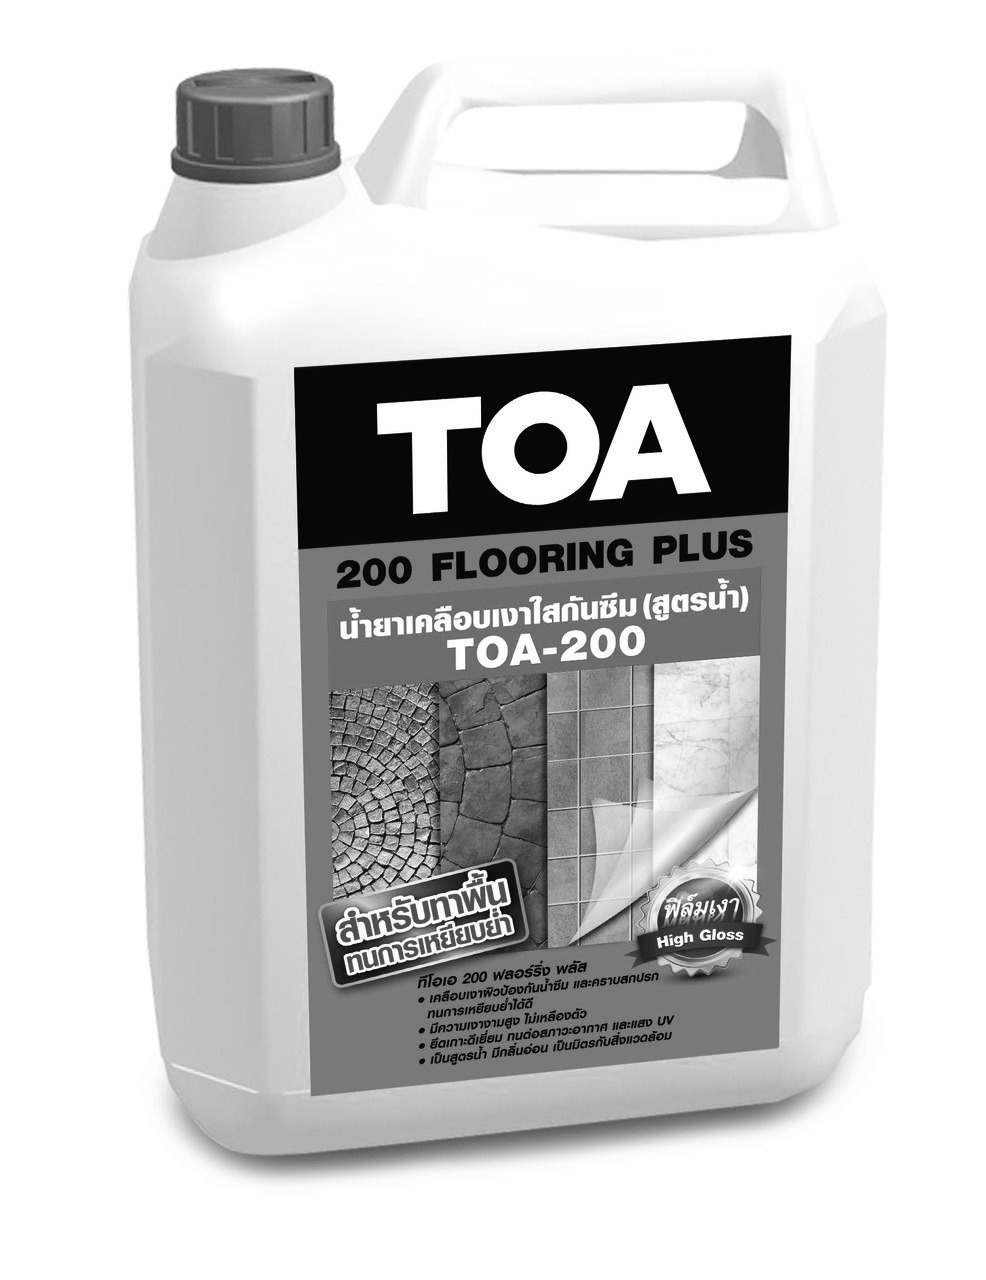 TOA
200 FLOORING PLUS
น้ำยาเคลือบเงาใสกันซึม (สูตรน้ำ)
TOA-200
สำหรับทาพื้น
ทนการเหยียบย่ำ
ฟิล์มเงา
High Gloss
ทีโอเอ 200 ฟลอร์ริ่ง พลัส
• เคลือบเงาผิวป้องกันน้ำซึม และคราบสกปรก
ทนการเหยียบย่ำได้ดี
• มีความเงางามสูง ไม่เหลืองตัว
• ยึดเกาะดีเยี่ยม ทนต่อสภาวะอากาศ และแสง UV
• เป็นสูตรน้ำ มีกลิ่นอ่อน เป็นมิตรกับสิ่งแวดล้อม